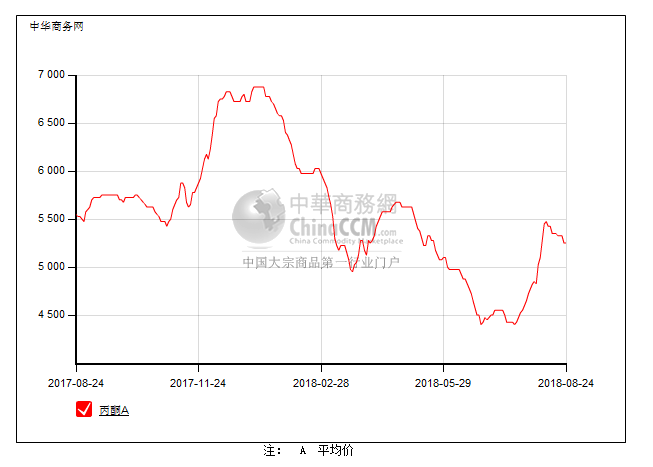 中华商务网
7 000
6 500
6 000
5 500
5 000
4 500
中華商務網
ChinaCCM.com
China Commodity Marketplace
中国大宗商品第一行业门户
2017-08-24
2017-11-24
2018-02-28
2018-05-29
2018-08-24
丙酮A
注: A 平均价